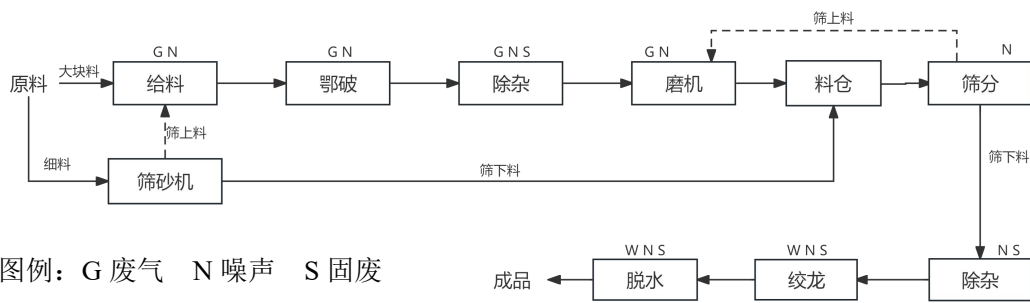 筛上料
G N
G N
G N S
G N
N
原料
大块料
给料
鄂破
除杂
磨机
料仓
筛分
筛上料
细料
筛砂机
筛下料
筛下料
图例：G 废气 N 噪声 S 固废
W N S
W N S
N S
成品
脱水
绞龙
除杂